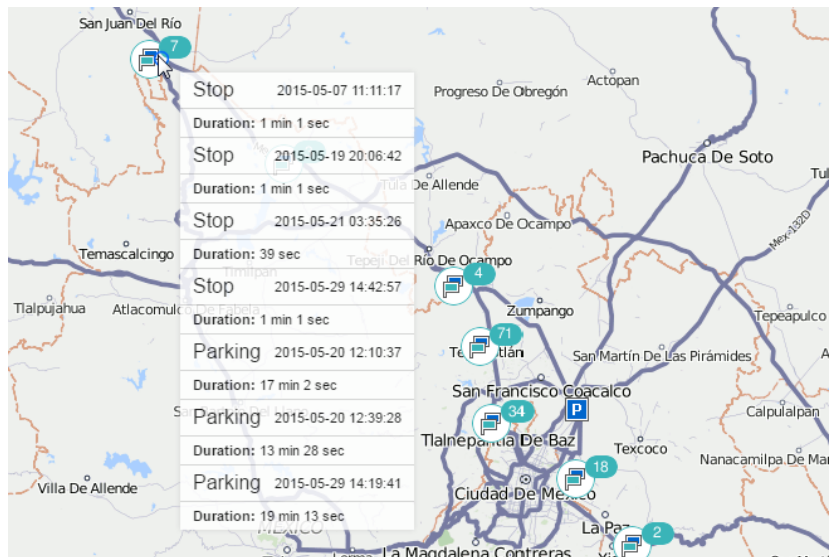 San Juan Del Río
7
Stop 2015-05-07 11:11:17
Duration: 1 min 1 sec
Stop 2015-05-19 20:06:42
Duration: 1 min 1 sec
Stop 2015-05-21 03:35:26
Duration: 39 sec
Stop 2015-05-29 14:42:57
Duration: 1 min 1 sec
Parking 2015-05-20 12:10:37
Duration: 17 min 2 sec
Parking 2015-05-20 12:39:28
Duration: 13 min 28 sec
Parking 2015-05-29 14:19:41
Duration: 19 min 13 sec
Actopan
Progreso De Obregón
Pachuca De Soto
Tula De Allende
Mex-132D
Apaxco De Ocampo
Temascalcingo
Timilpan
Tepeji Del Río De Ocampo
4
Tlalpujahua
Atlacomulco De Fabela
Zumpango
Tepeapulco
71
San Martín De Las Pirámides
San Francisco Coacalco
P
34
Calpulalpan
Tlalnepantla De Baz
Texcoco
Nanacamilpa De Mar
18
Villa De Allende
Ciudad De México
MÉXICO
La Paz
2
Lerma
La Magdalena Contreras